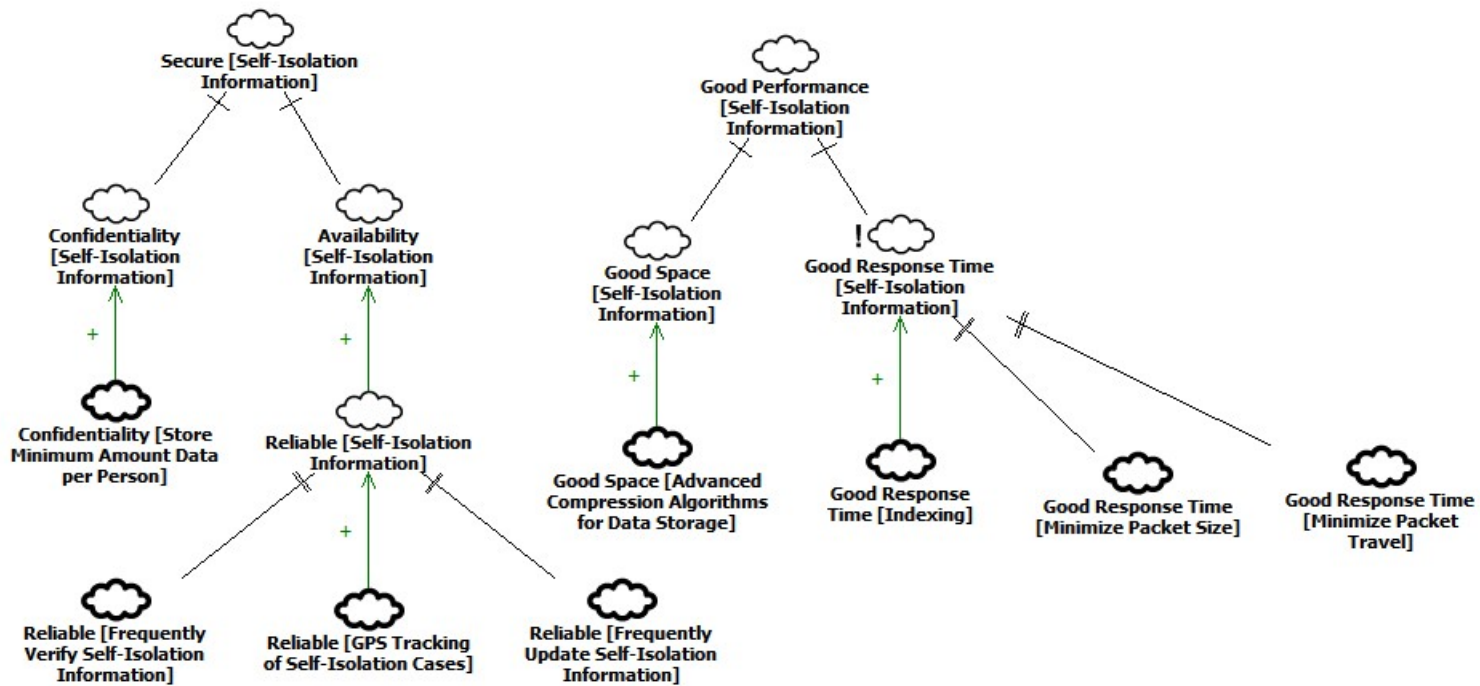 Secure [Self-Isolation
Information]
Good Performance
[Self-Isolation
Information]
Confidentiality
[Self-Isolation
Information]
Availability
[Self-Isolation
Information]
Good Space
[Self-Isolation
Information]
!
Good Response Time
[Self-Isolation
Information]
+
+
+
+
Confidentiality [Store
Minimum Amount Data
per Person]
Reliable [Self-Isolation
Information]
Good Space [Advanced
Compression Algorithms
for Data Storage]
Good Response
Time [Indexing]
Good Response Time
[Minimize Packet Size]
Good Response Time
[Minimize Packet
Travel]
+
Reliable [Frequently
Verify Self-Isolation
Information]
Reliable [GPS Tracking
of Self-Isolation Cases]
Reliable [Frequently
Update Self-Isolation
Information]